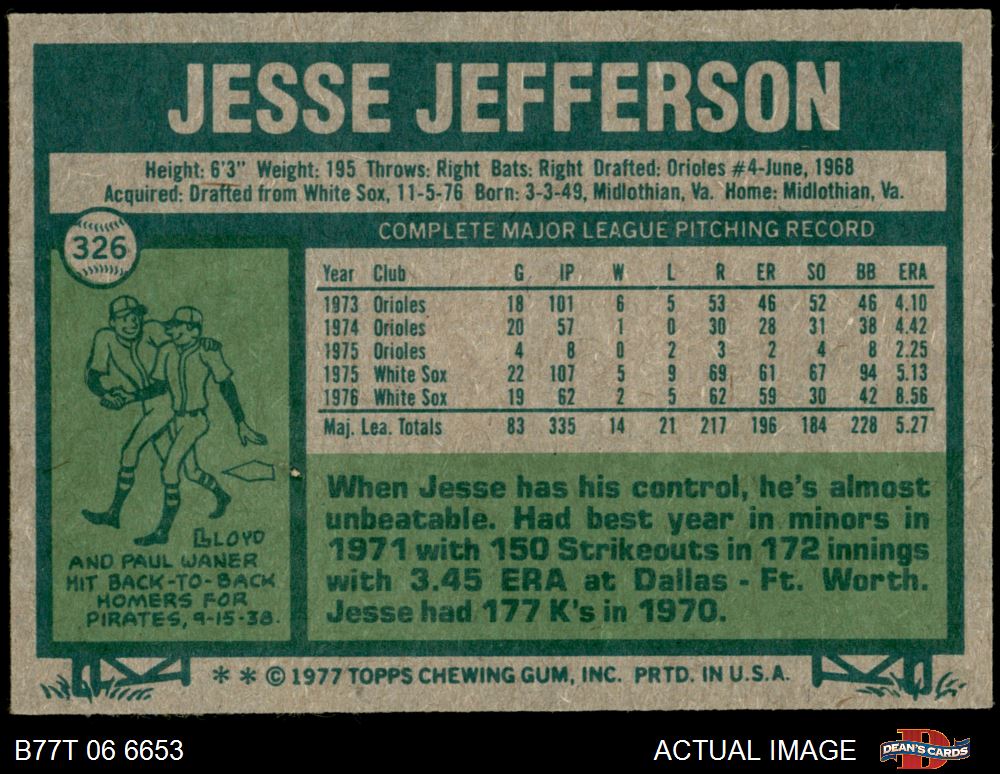 JESSE JEFFERSON
Height: 6'3" Weight: 195 Throws: Right Bats: Right Drafted: Orioles #4-June, 1968
Acquired: Drafted from White Sox, 11-5-76 Born: 3-3-49, Midlothian, Va. Home: Midlothian, Va.
326
COMPLETE MAJOR LEAGUE PITCHING RECORD
Year Club G IP W L R ER SO BB ERA
1973 Orioles 18 101 6 5 53 46 52 46 4.10
1974 Orioles 20 57 1 0 30 28 31 38 4.42
1975 Orioles 4 8 0 2 3 2 4 8 2.25
1975 White Sox 22 107 5 9 69 61 67 94 5.13
1976 White Sox 19 62 2 5 62 59 30 42 8.56
Maj. Lea. Totals 83 335 14 21 217 196 184 228 5.27
LLOYD
AND PAUL WANER
HIT BACK-TO-BACK
HOMERS FOR
PIRATES, 9-15-38.
When Jesse has his control, he's almost
unbeatable. Had best year in minors in
1971 with 150 Strikeouts in 172 innings
with 3.45 ERA at Dallas - Ft. Worth.
Jesse had 177 K's in 1970.
* * © 1977 TOPPS CHEWING GUM, INC. PRTD. IN U.S.A.
B77T 06 6653
ACTUAL IMAGE
DEAN'S CARDS